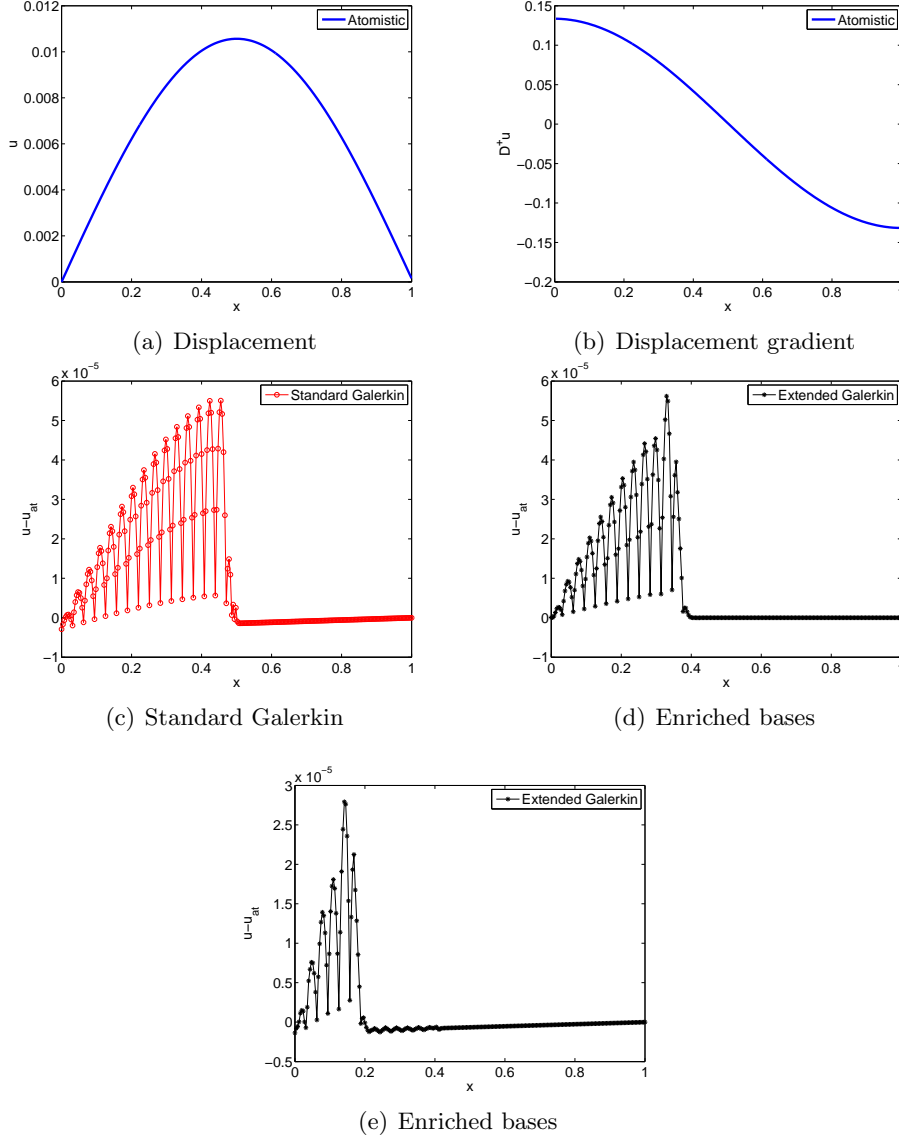 0.012
0.01
0.008
0.006
0.004
0.002
0
u
0 0.2 0.4 0.6 0.8 1
x
Atomistic
(a) Displacement
0.15
0.1
0.05
0
−0.05
−0.1
−0.15
−0.2
D⁺u
0 0.2 0.4 0.6 0.8 1
x
Atomistic
(b) Displacement gradient
x 10⁻⁵
6
5
4
3
2
1
0
−1
u−u_at
0 0.2 0.4 0.6 0.8 1
x
Standard Galerkin
(c) Standard Galerkin
x 10⁻⁵
6
5
4
3
2
1
0
−1
u−u_at
0 0.2 0.4 0.6 0.8 1
x
Extended Galerkin
(d) Enriched bases
x 10⁻⁵
3
2.5
2
1.5
1
0.5
0
−0.5
u−u_at
0 0.2 0.4 0.6 0.8 1
x
Extended Galerkin
(e) Enriched bases